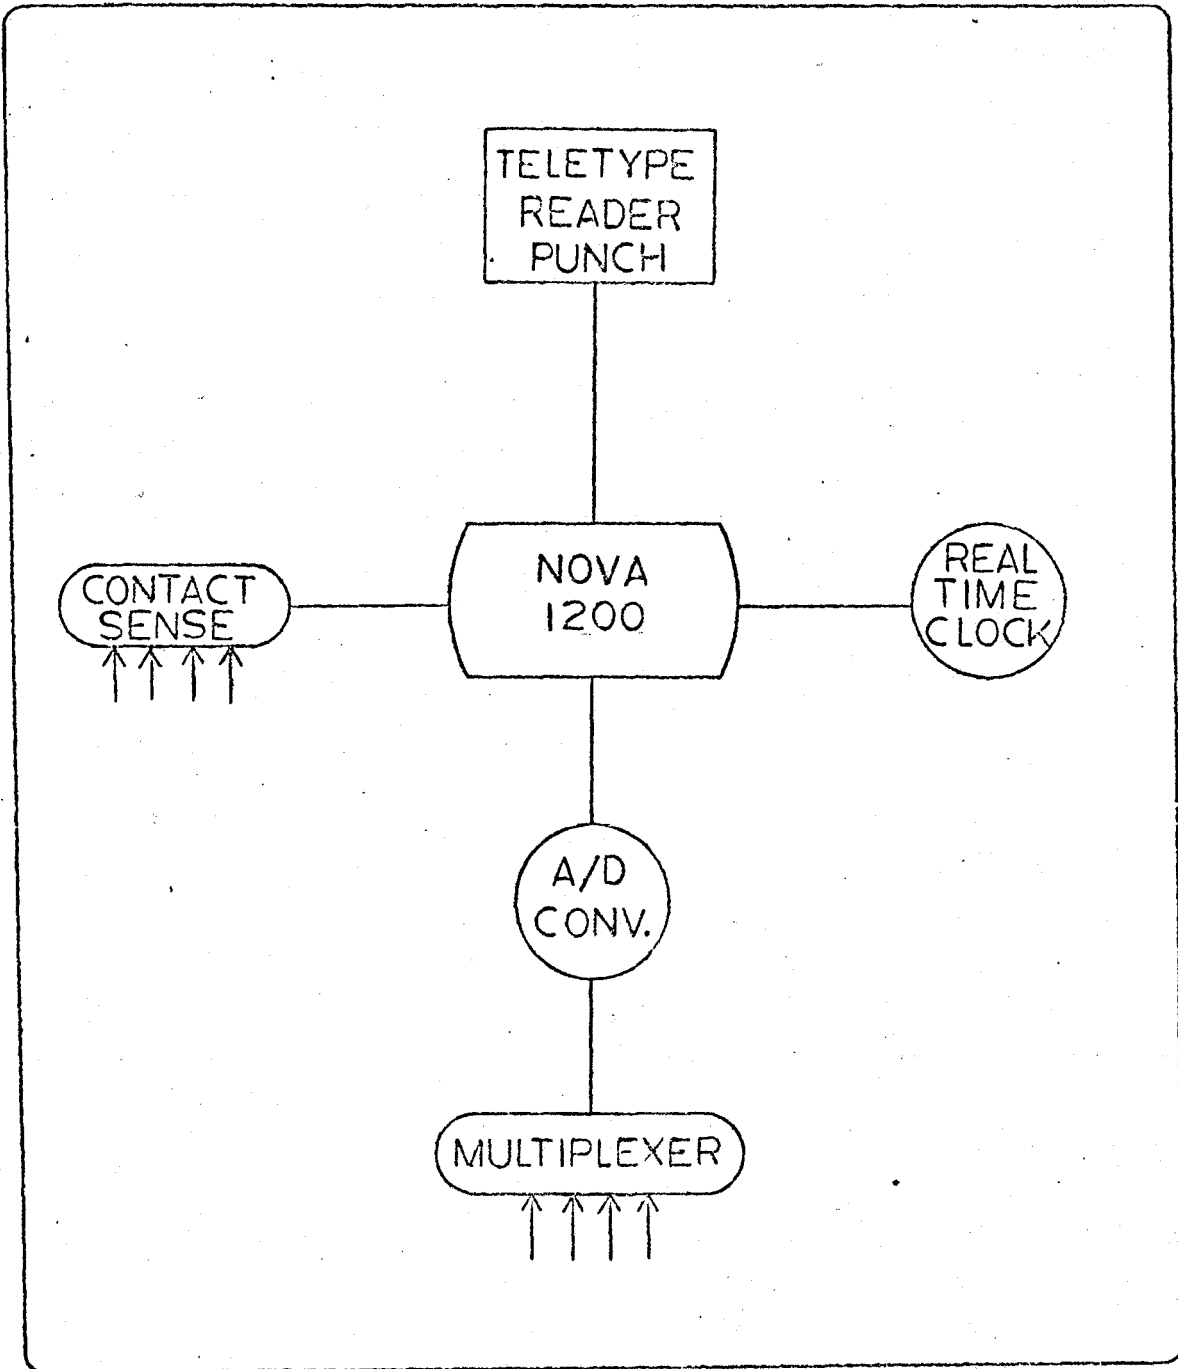 TELETYPE
READER
PUNCH
CONTACT
SENSE
NOVA
1200
REAL
TIME
CLOCK
A/D
CONV.
MULTIPLEXER